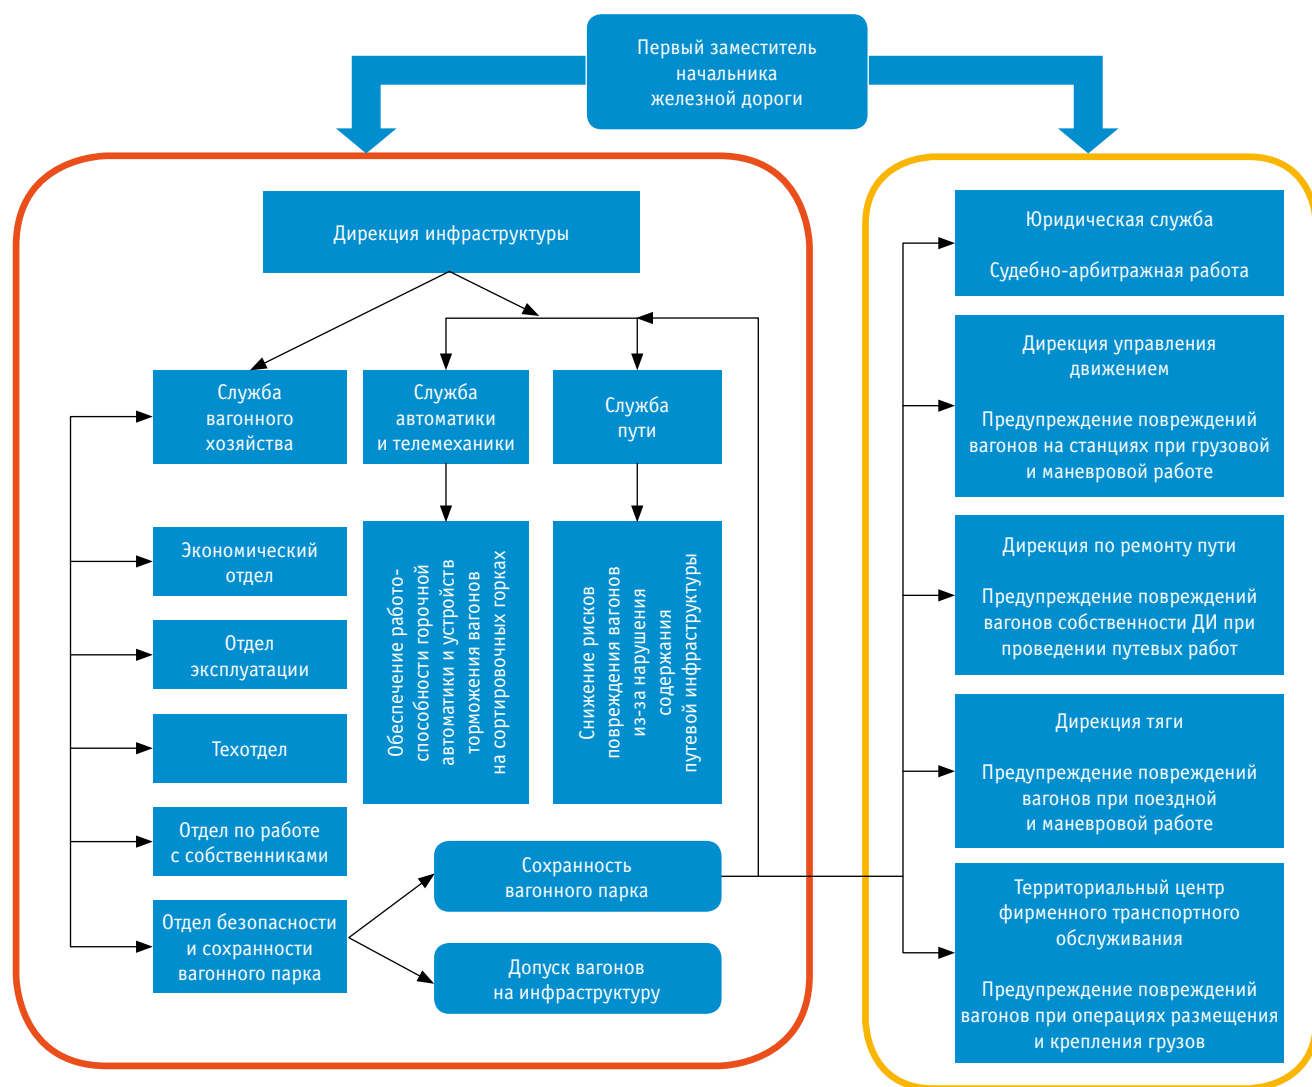 Первый заместитель
начальника
железной дороги
Дирекция инфраструктуры
Служба
вагонного
хозяйства
Служба
автоматики
и телемеханики
Служба
пути
Экономический
отдел
Отдел
эксплуатации
Техотдел
Отдел по работе
с собственниками
Отдел безопасности
и сохранности
вагонного парка
Обеспечение работо-
способности горочной
автоматики и устройств
торможения вагонов
на сортировочных горках
Снижение рисков
повреждения вагонов
из-за нарушения
содержания
путевой инфраструктуры
Сохранность
вагонного парка
Допуск вагонов
на инфраструктуру
Юридическая служба
Судебно-арбитражная работа
Дирекция управления
движением
Предупреждение повреждений
вагонов на станциях при грузовой
и маневровой работе
Дирекция по ремонту пути
Предупреждение повреждений
вагонов собственности ДИ при
проведении путевых работ
Дирекция тяги
Предупреждение повреждений
вагонов при поездной
и маневровой работе
Территориальный центр
фирменного транспортного
обслуживания
Предупреждение повреждений
вагонов при операциях размещения
и крепления грузов